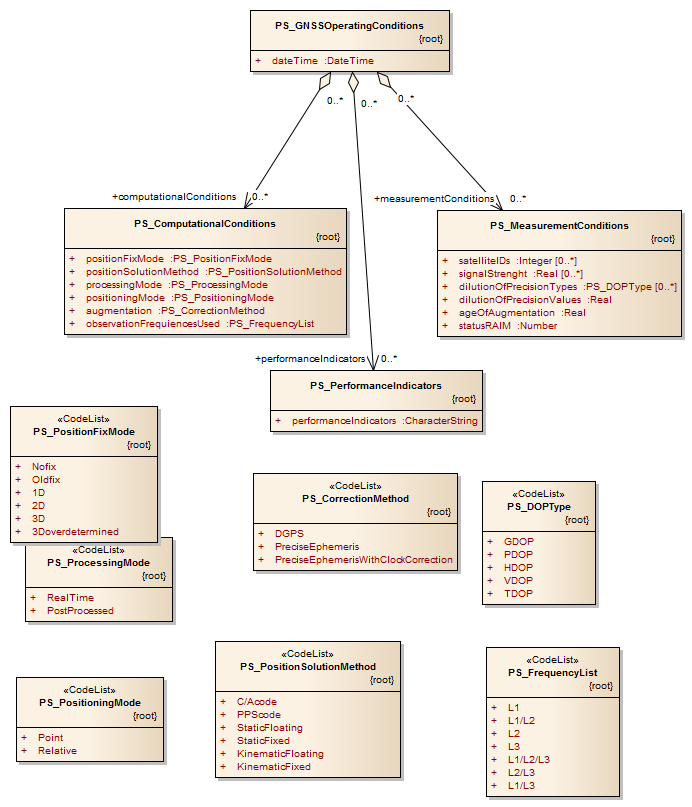 PS_GNSSOperatingConditions
{root}
+ dateTime :DateTime
0..*
0..*
0..*
+computationalConditions 0..*
+measurementConditions 0..*
PS_ComputationalConditions
{root}
+ positionFixMode :PS_PositionFixMode
+ positionSolutionMethod :PS_PositionSolutionMethod
+ processingMode :PS_ProcessingMode
+ positioningMode :PS_PositioningMode
+ augmentation :PS_CorrectionMethod
+ observationFrequiencesUsed :PS_FrequencyList
PS_MeasurementConditions
{root}
+ satelliteIDs :Integer [0..*]
+ signalStrenght :Real [0..*]
+ dilutionOfPrecisionTypes :PS_DOPType [0..*]
+ dilutionOfPrecisionValues :Real
+ ageOfAugmentation :Real
+ statusRAIM :Number
+performanceIndicators 0..*
PS_PerformanceIndicators
{root}
+ performanceIndicators :CharacterString
«CodeList»
PS_PositionFixMode
{root}
+ Nofix
+ Oldfix
+ 1D
+ 2D
+ 3D
+ 3Doverdetermined
«CodeList»
PS_ProcessingMode
{root}
+ RealTime
+ PostProcessed
«CodeList»
PS_CorrectionMethod
{root}
+ DGPS
+ PreciseEphemeris
+ PreciseEphemerisWithClockCorrection
«CodeList»
PS_DOPType
{root}
+ GDOP
+ PDOP
+ HDOP
+ VDOP
+ TDOP
«CodeList»
PS_PositioningMode
{root}
+ Point
+ Relative
«CodeList»
PS_PositionSolutionMethod
{root}
+ C/Acode
+ PPScode
+ StaticFloating
+ StaticFixed
+ KinematicFloating
+ KinematicFixed
«CodeList»
PS_FrequencyList
{root}
+ L1
+ L1/L2
+ L2
+ L3
+ L1/L2/L3
+ L2/L3
+ L1/L3